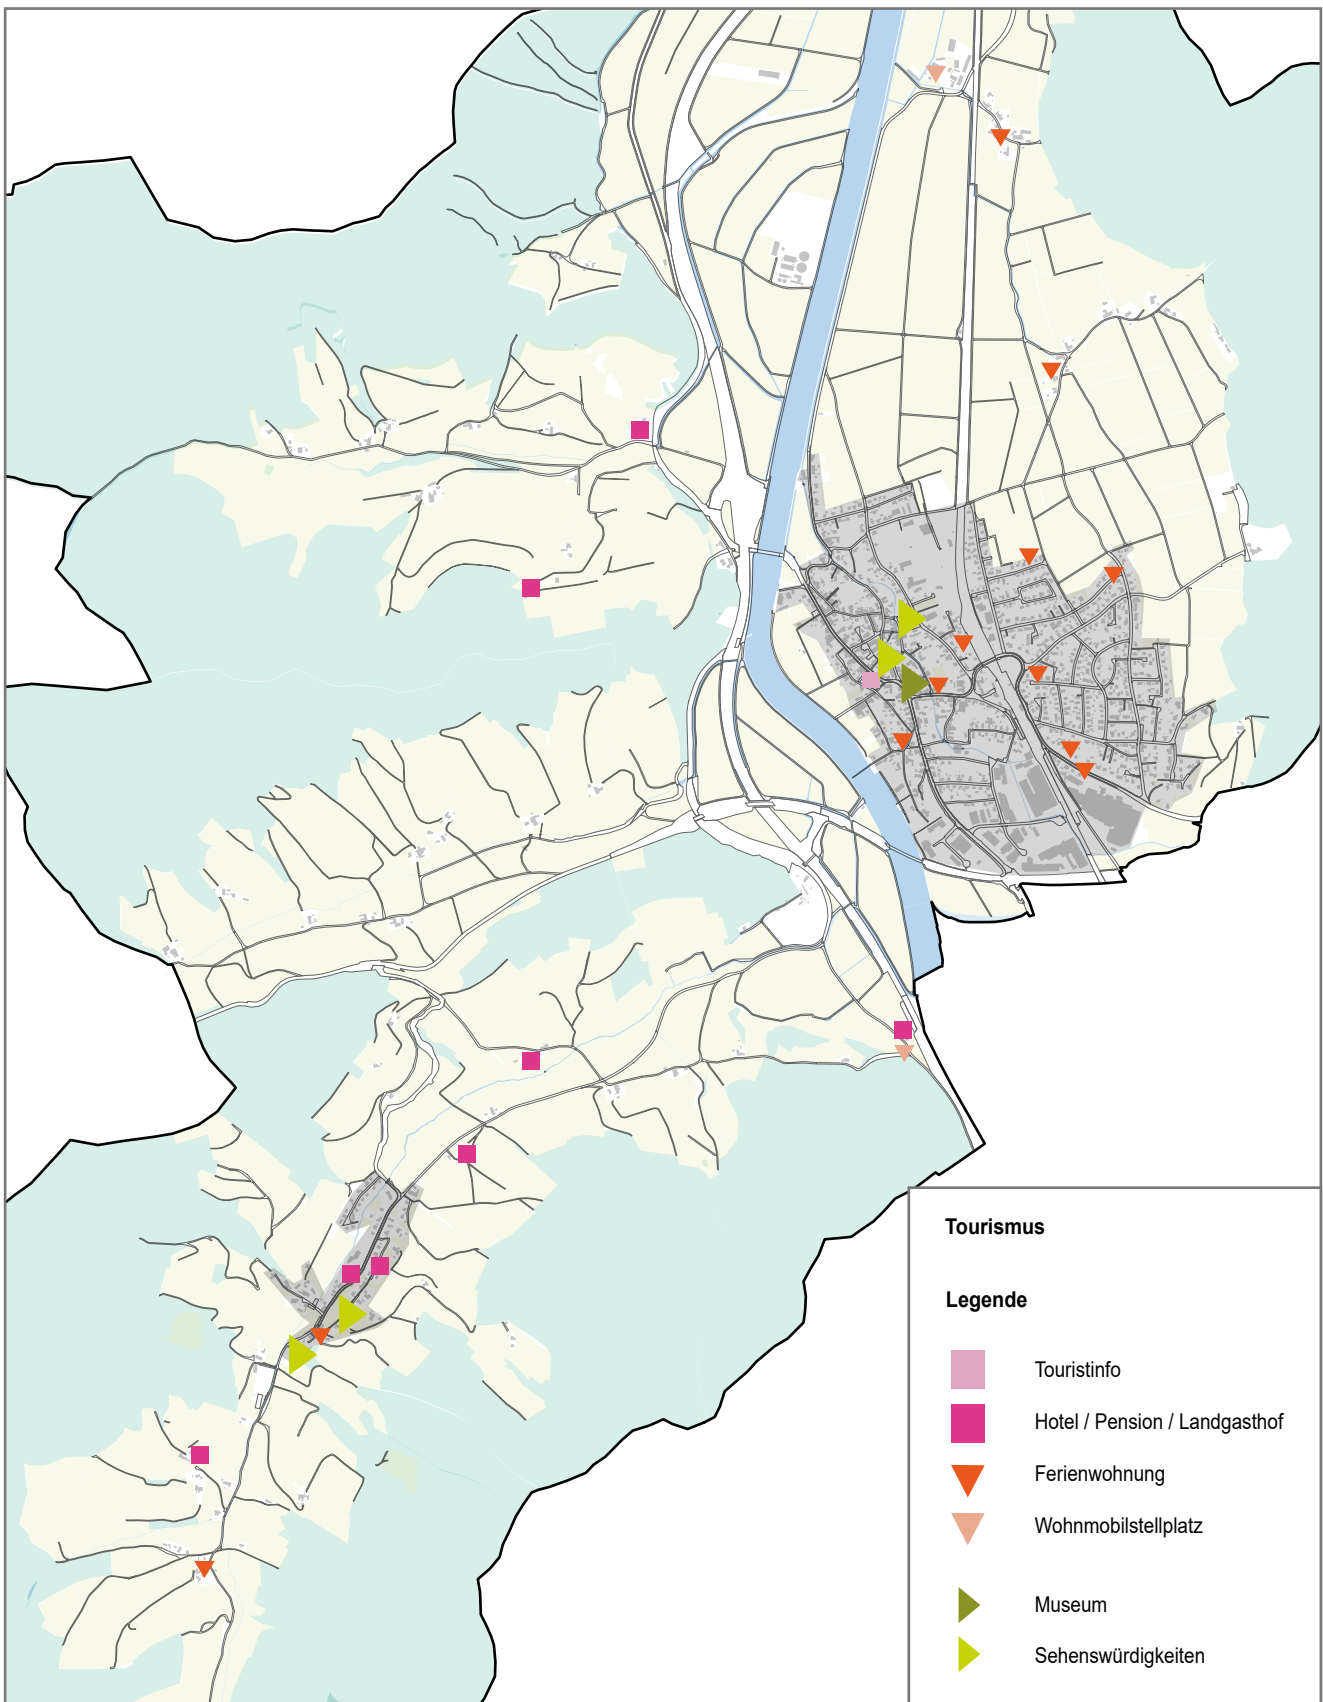 Tourismus
Legende
Touristinfo
Hotel / Pension / Landgasthof
Ferienwohnung
Wohnmobilstellplatz
Museum
Sehenswürdigkeiten